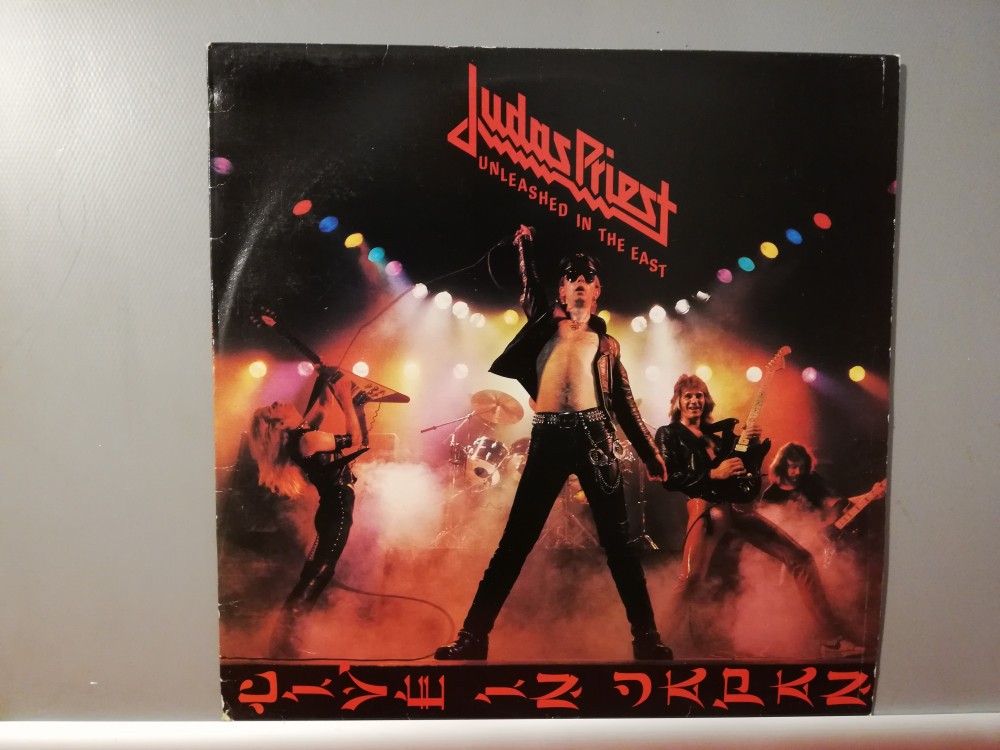 Judas Priest
UNLEASHED IN THE EAST
LIVE IN JAPAN